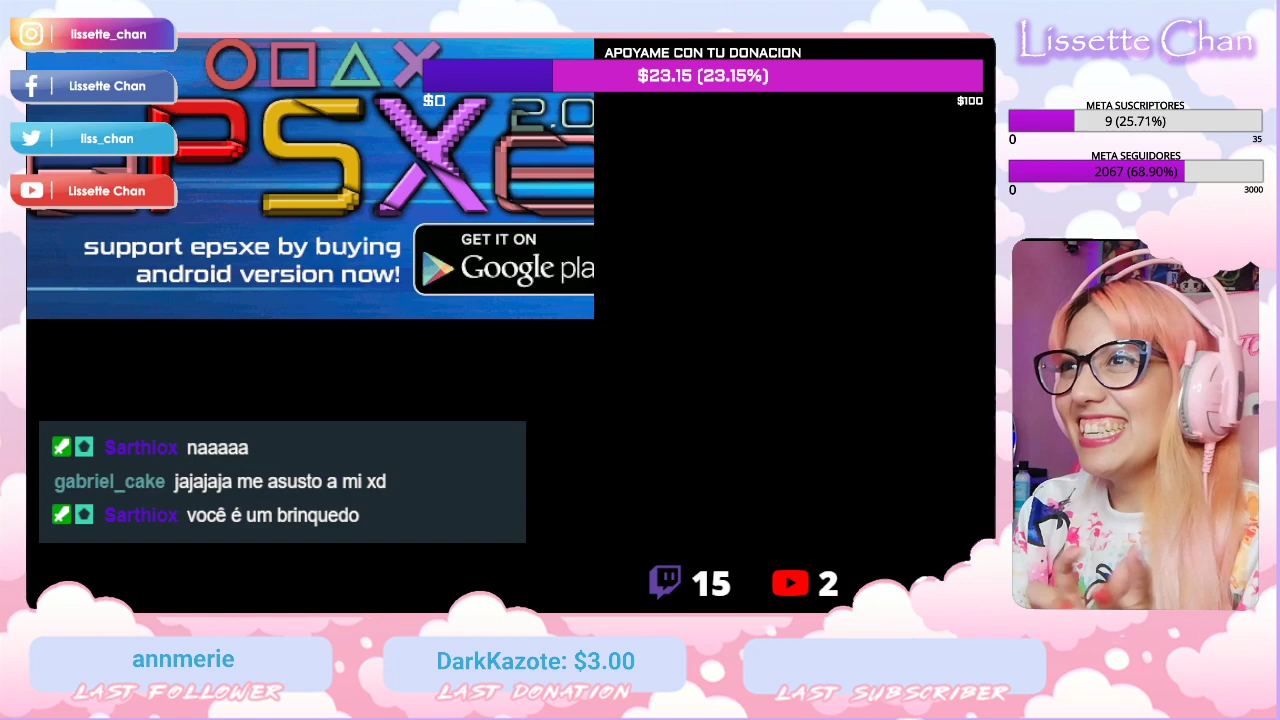 lissette_chan
Lissette Chan
liss_chan
Lissette Chan
APOYAME CON TU DONACION
$23.15 (23.15%)
$0
$100
ePSXe
2.0
support epsxe by buying
android version now!
GET IT ON
Google pla
Sarthiox naaaaa
gabriel_cake jajajaja me asusto a mi xd
Sarthiox você é um brinquedo
15
2
Lissette Chan
META SUSCRIPTORES
9 (25.71%)
0
35
META SEGUIDORES
2067 (68.90%)
0
3000
annmerie
LAST FOLLOWER
DarkKazote: $3.00
LAST DONATION
LAST SUBSCRIBER